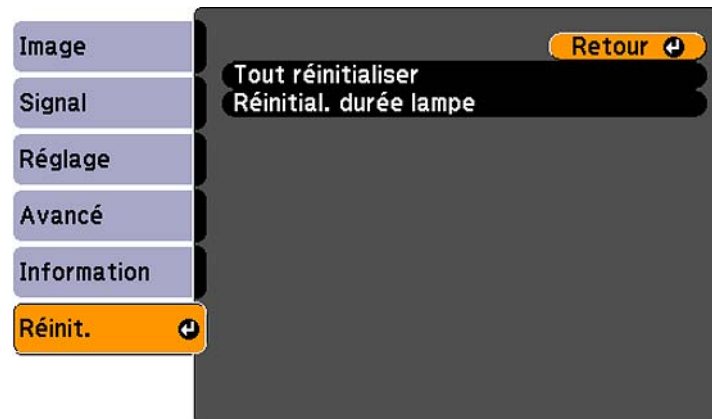 Image
Signal
Réglage
Avancé
Information
Réinit.
Retour
Tout réinitialiser
Réinitial. durée lampe